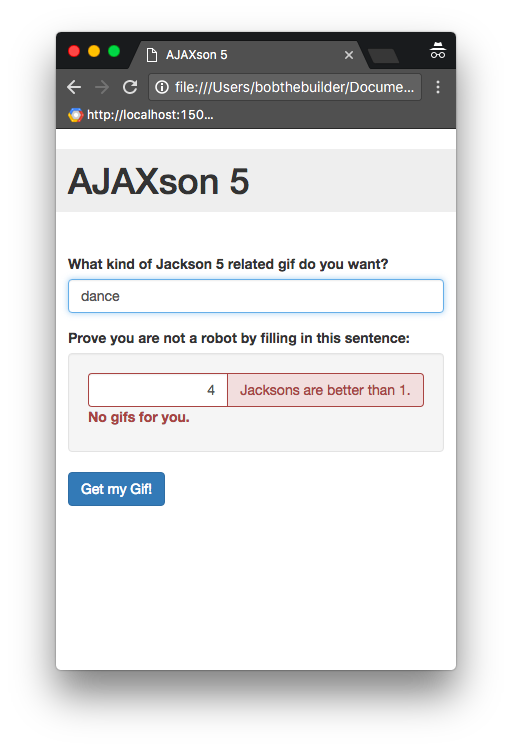 AJAXson 5
file:///Users/bobthebuilder/Docume...
http://localhost:150...
AJAXson 5
What kind of Jackson 5 related gif do you want?
dance
Prove you are not a robot by filling in this sentence:
4 Jacksons are better than 1.
No gifs for you.
Get my Gif!